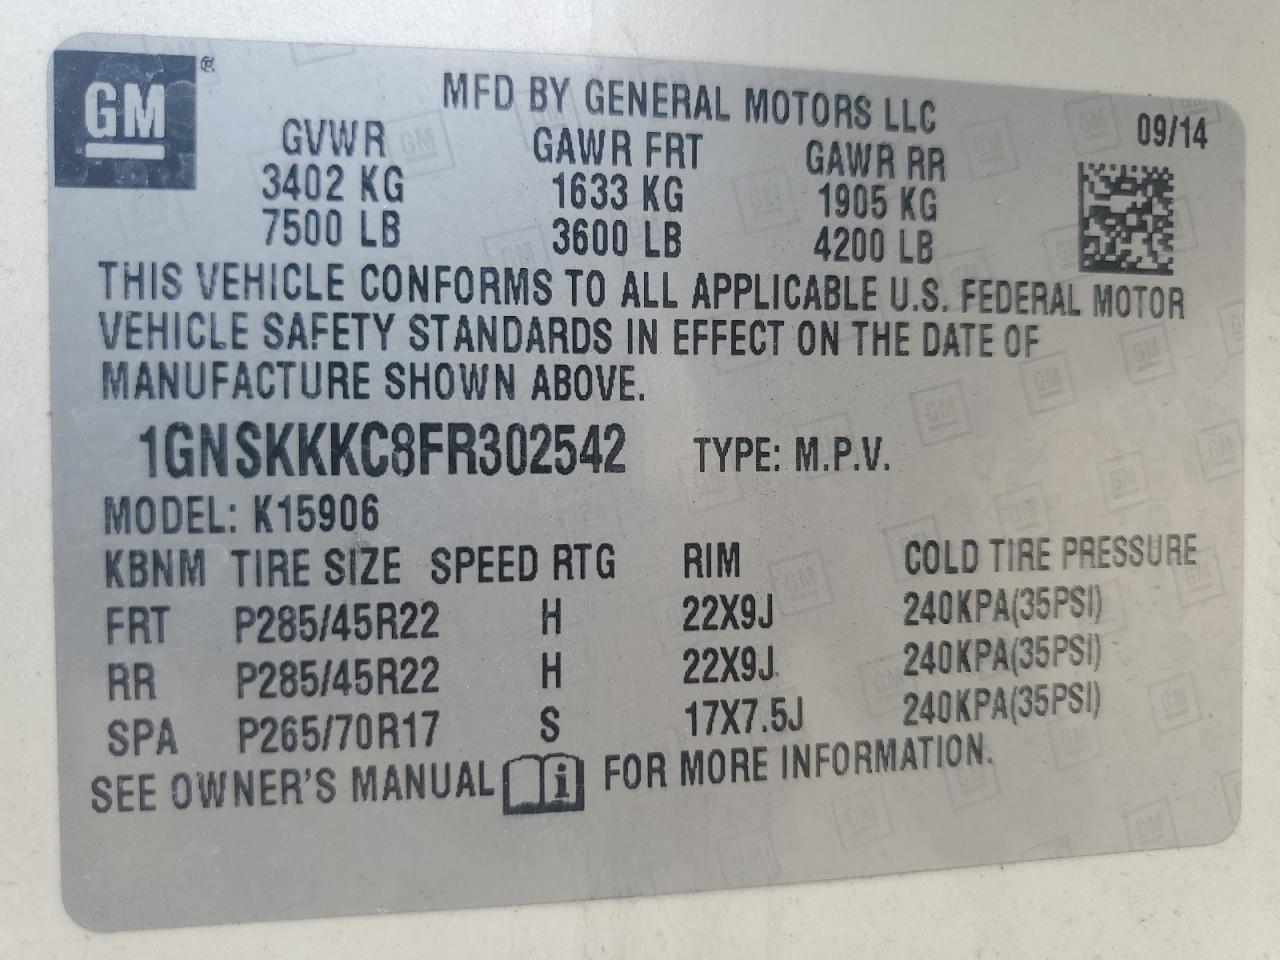 GM ®
MFD BY GENERAL MOTORS LLC
09/14
GVWR GAWR FRT GAWR RR
3402 KG 1633 KG 1905 KG
7500 LB 3600 LB 4200 LB
THIS VEHICLE CONFORMS TO ALL APPLICABLE U.S. FEDERAL MOTOR
VEHICLE SAFETY STANDARDS IN EFFECT ON THE DATE OF
MANUFACTURE SHOWN ABOVE.
1GNSKKKC8FR302542 TYPE: M.P.V.
MODEL: K15906
KBNM TIRE SIZE SPEED RTG RIM COLD TIRE PRESSURE
FRT P285/45R22 H 22X9J 240KPA(35PSI)
RR P285/45R22 H 22X9J 240KPA(35PSI)
SPA P265/70R17 S 17X7.5J 240KPA(35PSI)
SEE OWNER'S MANUAL i FOR MORE INFORMATION.